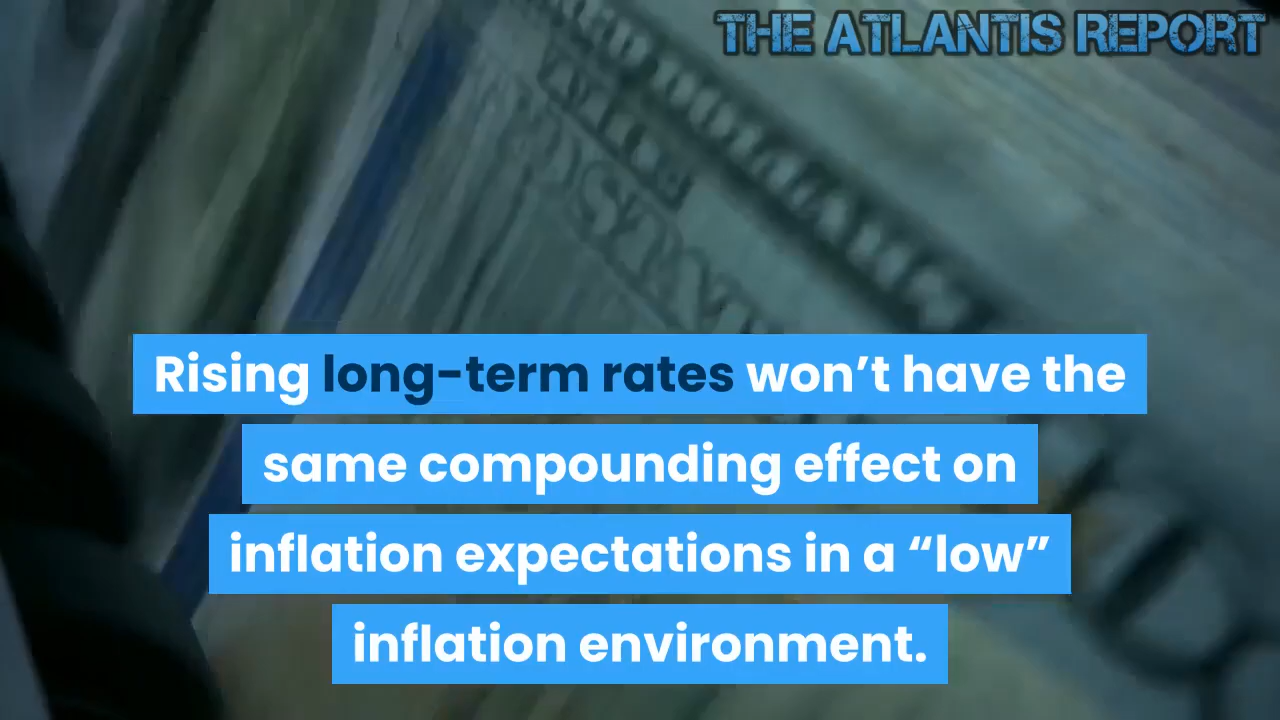 THE ATLANTIS REPORT
Rising long-term rates won’t have the
same compounding effect on
inflation expectations in a “low”
inflation environment.